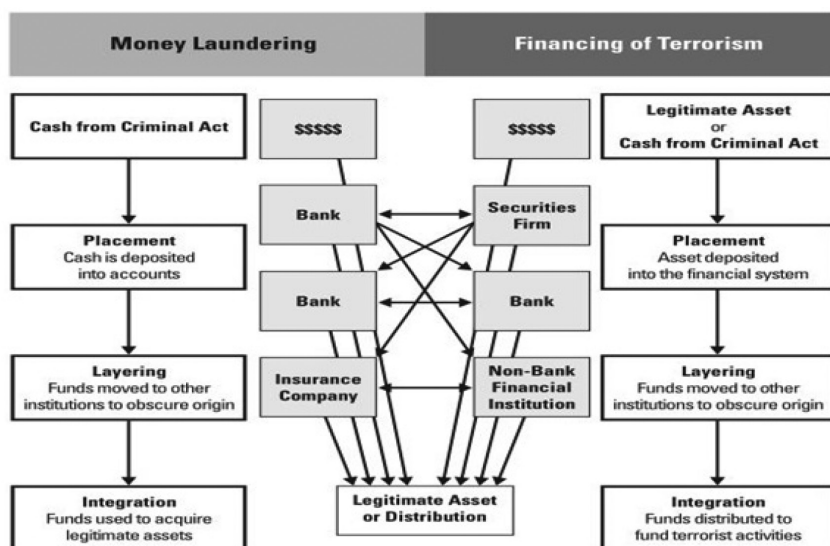 Money Laundering
Financing of Terrorism
Cash from Criminal Act
$$$$$
$$$$$
Legitimate Asset
or
Cash from Criminal Act
Bank
Securities
Firm
Placement
Cash is deposited
into accounts
Placement
Asset deposited
into the financial system
Bank
Bank
Layering
Funds moved to other
institutions to obscure origin
Insurance
Company
Non-Bank
Financial
Institution
Layering
Funds moved to other
institutions to obscure origin
Integration
Funds used to acquire
legitimate assets
Legitimate Asset
or Distribution
Integration
Funds distributed to
fund terrorist activities